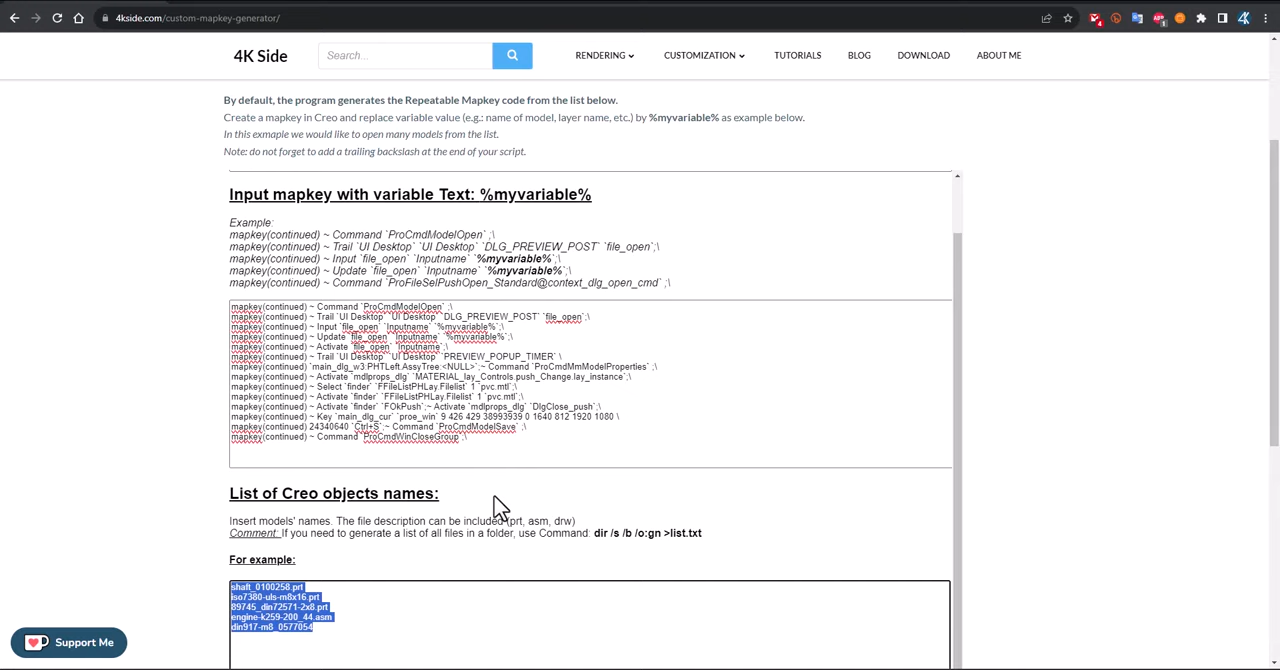 4kside.com/custom-mapkey-generator/
4K Side
Search...
RENDERING
CUSTOMIZATION
TUTORIALS
BLOG
DOWNLOAD
ABOUT ME
By default, the program generates the Repeatable Mapkey code from the list below.
Create a mapkey in Creo and replace variable value (e.g.: name of model, layer name, etc.) by %myvariable% as example below.
In this exmaple we would like to open many models from the list.
Note: do not forget to add a trailing backslash at the end of your script.
Input mapkey with variable Text: %myvariable%
Example:
mapkey(continued) ~ Command `ProCmdModelOpen` ;\
mapkey(continued) ~ Trail `UI Desktop` `UI Desktop` `DLG_PREVIEW_POST` `file_open`;\
mapkey(continued) ~ Input `file_open` `Inputname` `%myvariable%`;\
mapkey(continued) ~ Update `file_open` `Inputname` `%myvariable%`;\
mapkey(continued) ~ Command `ProFileSelPushOpen_Standard@context_dlg_open_cmd` ;\
mapkey(continued) ~ Command `ProCmdModelOpen` ;\
mapkey(continued) ~ Trail `UI Desktop` `UI Desktop` `DLG_PREVIEW_POST` `file_open`;\
mapkey(continued) ~ Input `file_open` `Inputname` `%myvariable%`;\
mapkey(continued) ~ Update `file_open` `Inputname` `%myvariable%`;\
mapkey(continued) ~ Activate `file_open` `Inputname`;\
mapkey(continued) ~ Trail `UI Desktop` `UI Desktop` `PREVIEW_POPUP_TIMER` \
mapkey(continued) `main_dlg_w3:PHTLeft.AssyTree:<NULL>`;~ Command `ProCmdMmModelProperties` ;\
mapkey(continued) ~ Activate `mdlprops_dlg` `MATERIAL_lay_Controls.push_Change.lay_instance`;\
mapkey(continued) ~ Select `finder` `FFileListPHLay.Filelist` 1 `pvc.mtl`;\
mapkey(continued) ~ Activate `finder` `FFileListPHLay.Filelist` 1 `pvc.mtl`;\
mapkey(continued) ~ Activate `finder` `FOkPush`;~ Activate `mdlprops_dlg` `DlgClose_push`;\
mapkey(continued) ~ Key `main_dlg_cur` `proe_win` 9 426 429 38993939 0 1640 812 1920 1080 \
mapkey(continued) 24340640 `Ctrl+S`;~ Command `ProCmdModelSave` ;\
mapkey(continued) ~ Command `ProCmdWinCloseGroup` ;\
List of Creo objects names:
Insert models' names. The file description can be included (prt, asm, drw)
Comment: If you need to generate a list of all files in a folder, use Command: dir /s /b /o:gn >list.txt
For example:
shaft_0100258.prt
iso7380-uls-m8x16.prt
89745_din72571-2x8.prt
engine-k259-200_44.asm
din917-m8_0577054
Support Me